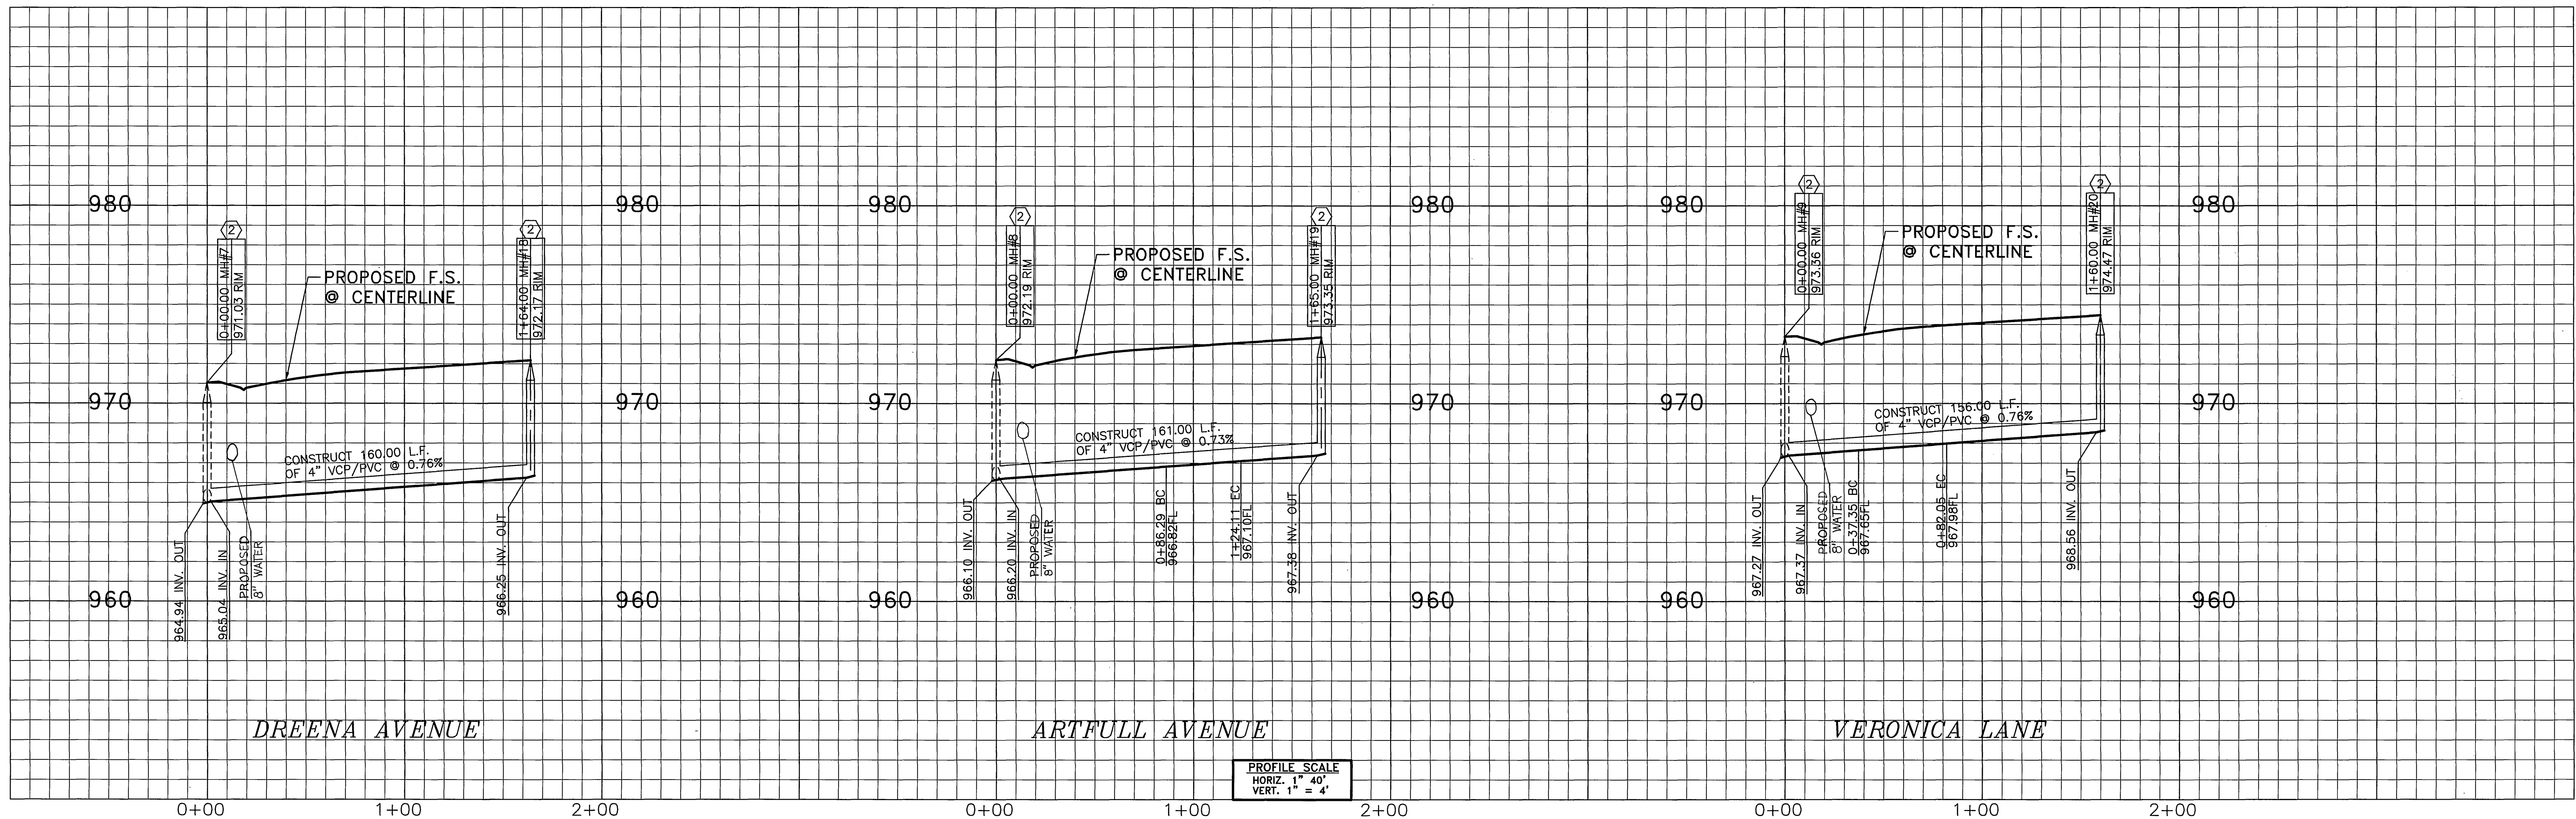 980
2
0+00.00 MH#7
971.03 RIM
PROPOSED F.S.
@ CENTERLINE
2
1+64.00 MH#18
972.17 RIM
980
970
970
CONSTRUCT 160.00 L.F.
OF 4" VCP/PVC @ 0.76%
964.94 INV. OUT
965.04 INV. IN
PROPOSED
8" WATER
966.25 INV. OUT
960
960
DREENA AVENUE
0+00
1+00
2+00
980
2
0+00.00 MH#8
972.19 RIM
PROPOSED F.S.
@ CENTERLINE
2
1+65.00 MH#19
973.35 RIM
980
970
970
CONSTRUCT 161.00 L.F.
OF 4" VCP/PVC @ 0.73%
966.10 INV. OUT
966.20 INV. IN
PROPOSED
8" WATER
0+86.29 BC
966.82FL
1+24.11 EC
967.10FL
967.38 INV. OUT
960
960
ARTFULL AVENUE
PROFILE SCALE
HORIZ. 1" 40'
VERT. 1" = 4'
0+00
1+00
2+00
980
2
0+00.00 MH#9
973.36 RIM
PROPOSED F.S.
@ CENTERLINE
2
1+60.00 MH#20
974.47 RIM
980
970
970
CONSTRUCT 156.00 L.F.
OF 4" VCP/PVC @ 0.76%
967.27 INV. OUT
967.37 INV. IN
PROPOSED
8" WATER
0+37.35 BC
967.65FL
0+82.05 EC
967.98FL
968.56 INV. OUT
960
960
VERONICA LANE
0+00
1+00
2+00